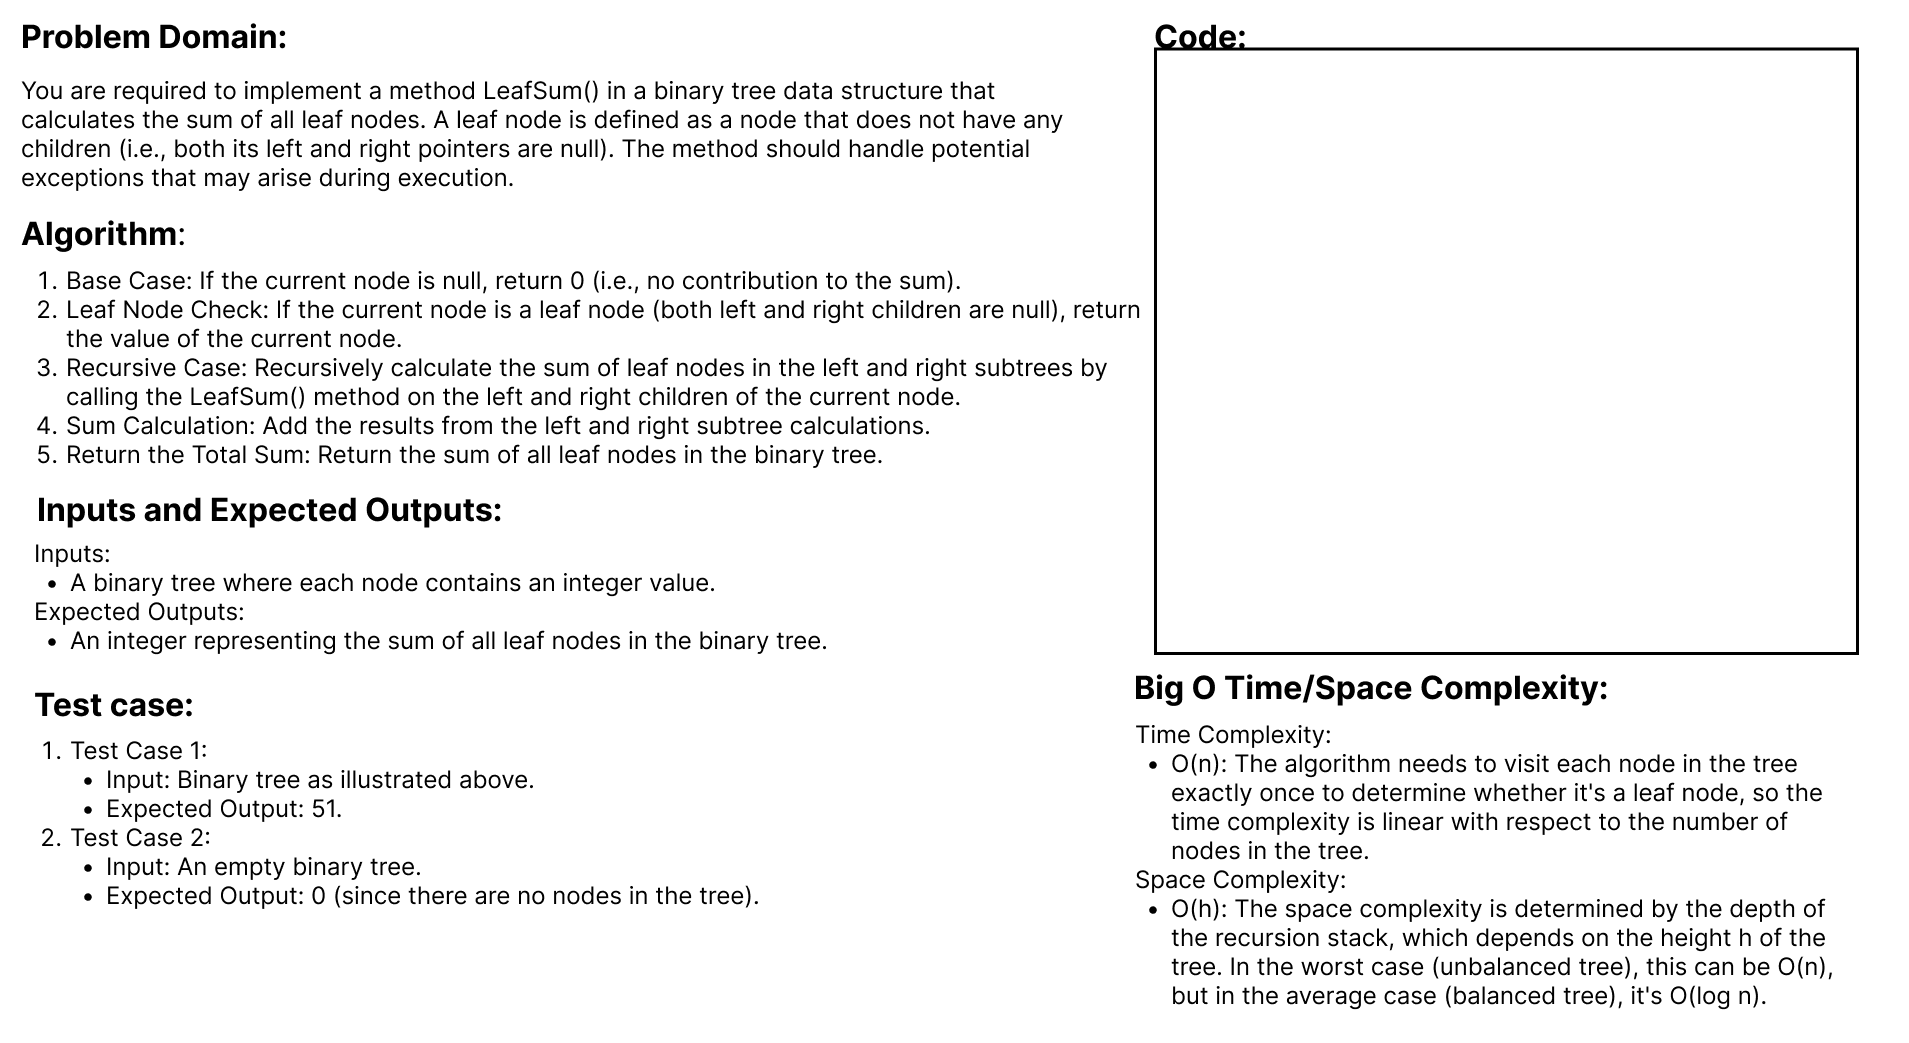 Problem Domain:
You are required to implement a method LeafSum() in a binary tree data structure that
calculates the sum of all leaf nodes. A leaf node is defined as a node that does not have any
children (i.e., both its left and right pointers are null). The method should handle potential
exceptions that may arise during execution.
Algorithm:
1. Base Case: If the current node is null, return 0 (i.e., no contribution to the sum).
2. Leaf Node Check: If the current node is a leaf node (both left and right children are null), return
the value of the current node.
3. Recursive Case: Recursively calculate the sum of leaf nodes in the left and right subtrees by
calling the LeafSum() method on the left and right children of the current node.
4. Sum Calculation: Add the results from the left and right subtree calculations.
5. Return the Total Sum: Return the sum of all leaf nodes in the binary tree.
Inputs and Expected Outputs:
Inputs:
• A binary tree where each node contains an integer value.
Expected Outputs:
• An integer representing the sum of all leaf nodes in the binary tree.
Test case:
1. Test Case 1:
• Input: Binary tree as illustrated above.
• Expected Output: 51.
2. Test Case 2:
• Input: An empty binary tree.
• Expected Output: 0 (since there are no nodes in the tree).
Code:
Big O Time/Space Complexity:
Time Complexity:
• O(n): The algorithm needs to visit each node in the tree
exactly once to determine whether it's a leaf node, so the
time complexity is linear with respect to the number of
nodes in the tree.
Space Complexity:
• O(h): The space complexity is determined by the depth of
the recursion stack, which depends on the height h of the
tree. In the worst case (unbalanced tree), this can be O(n),
but in the average case (balanced tree), it's O(log n).